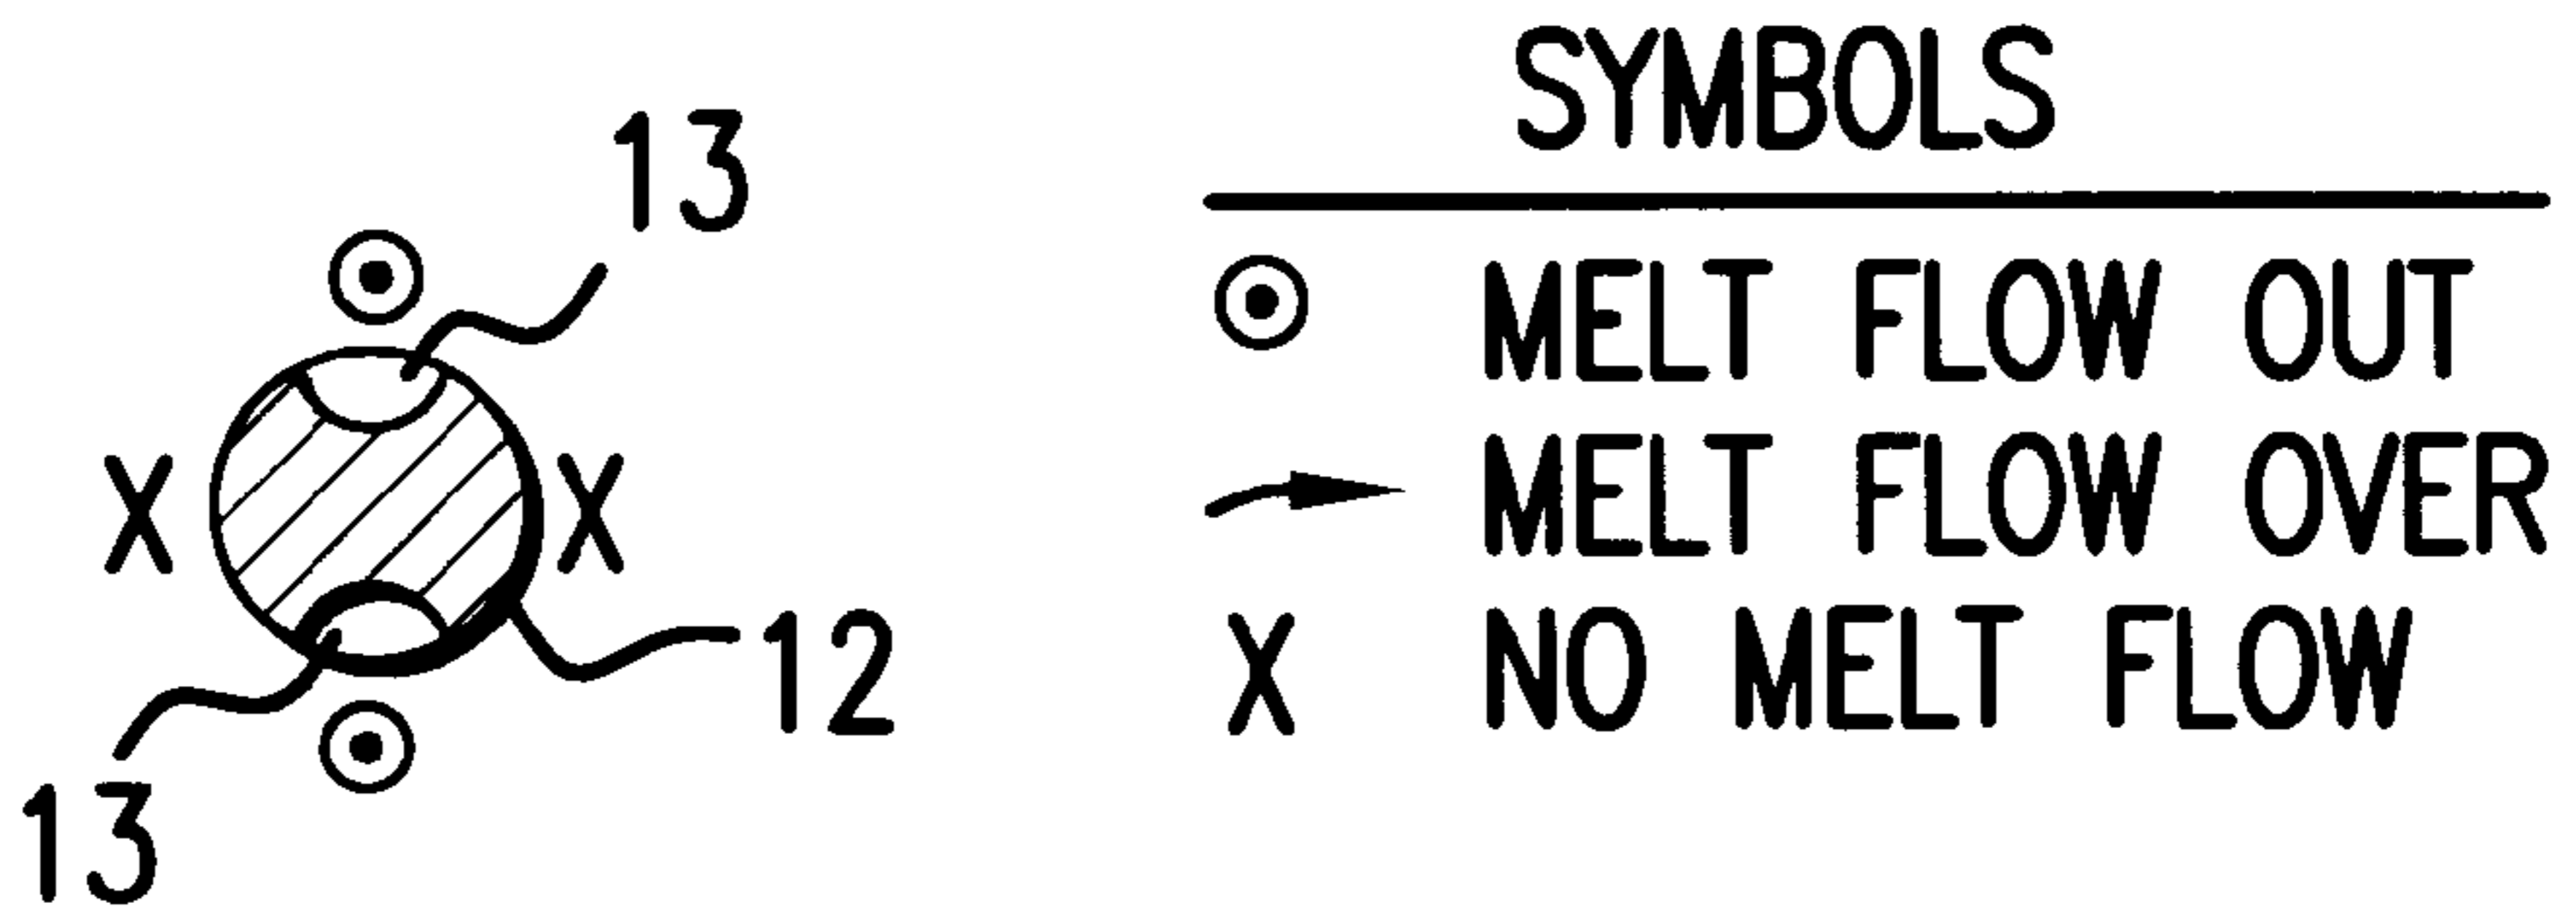 13
X
X
12
13
SYMBOLS
MELT FLOW OUT
MELT FLOW OVER
X NO MELT FLOW